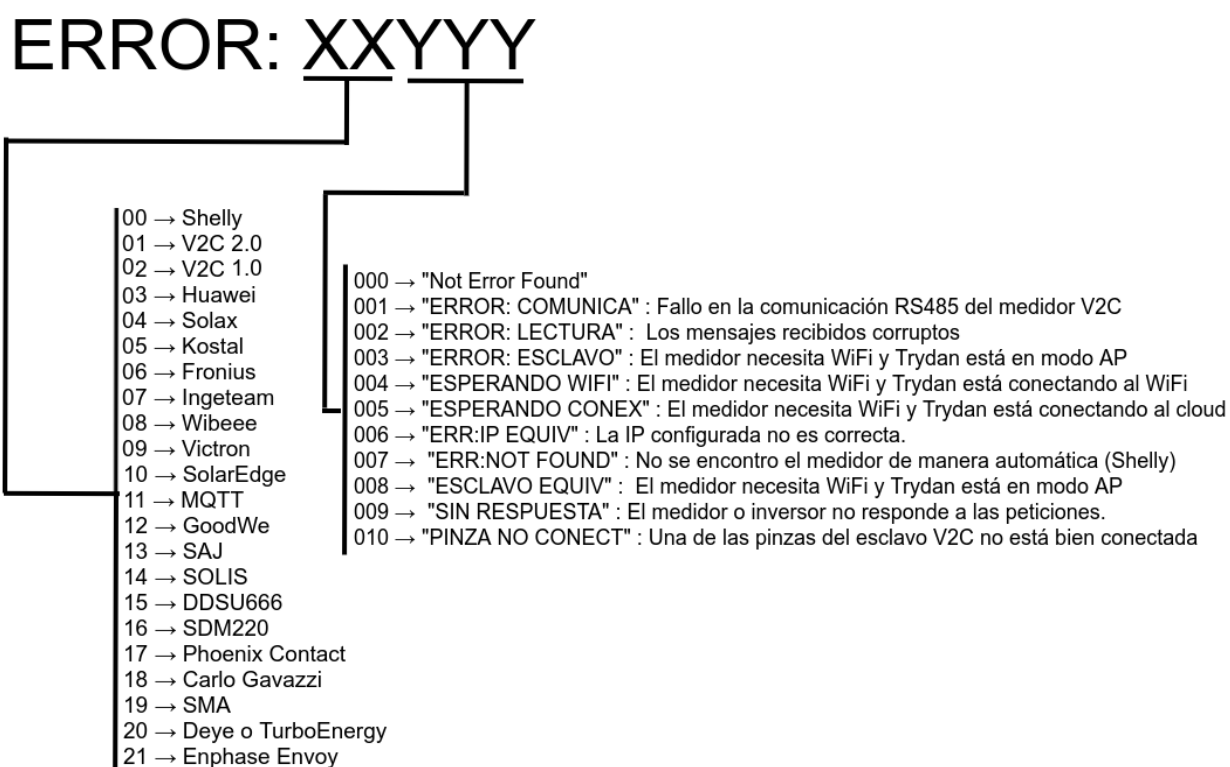 ERROR: XXYYY
00 → Shelly
01 → V2C 2.0
02 → V2C 1.0
03 → Huawei
04 → Solax
05 → Kostal
06 → Fronius
07 → Ingeteam
08 → Wibeee
09 → Victron
10 → SolarEdge
11 → MQTT
12 → GoodWe
13 → SAJ
14 → SOLIS
15 → DDSU666
16 → SDM220
17 → Phoenix Contact
18 → Carlo Gavazzi
19 → SMA
20 → Deye o TurboEnergy
21 → Enphase Envoy
000 → "Not Error Found"
001 → "ERROR: COMUNICA" : Fallo en la comunicación RS485 del medidor V2C
002 → "ERROR: LECTURA" : Los mensajes recibidos corruptos
003 → "ERROR: ESCLAVO" : El medidor necesita WiFi y Trydan está en modo AP
004 → "ESPERANDO WIFI" : El medidor necesita WiFi y Trydan está conectando al WiFi
005 → "ESPERANDO CONEX" : El medidor necesita WiFi y Trydan está conectando al cloud
006 → "ERR:IP EQUIV" : La IP configurada no es correcta.
007 → "ERR:NOT FOUND" : No se encontro el medidor de manera automática (Shelly)
008 → "ESCLAVO EQUIV" : El medidor necesita WiFi y Trydan está en modo AP
009 → "SIN RESPUESTA" : El medidor o inversor no responde a las peticiones.
010 → "PINZA NO CONECT" : Una de las pinzas del esclavo V2C no está bien conectada